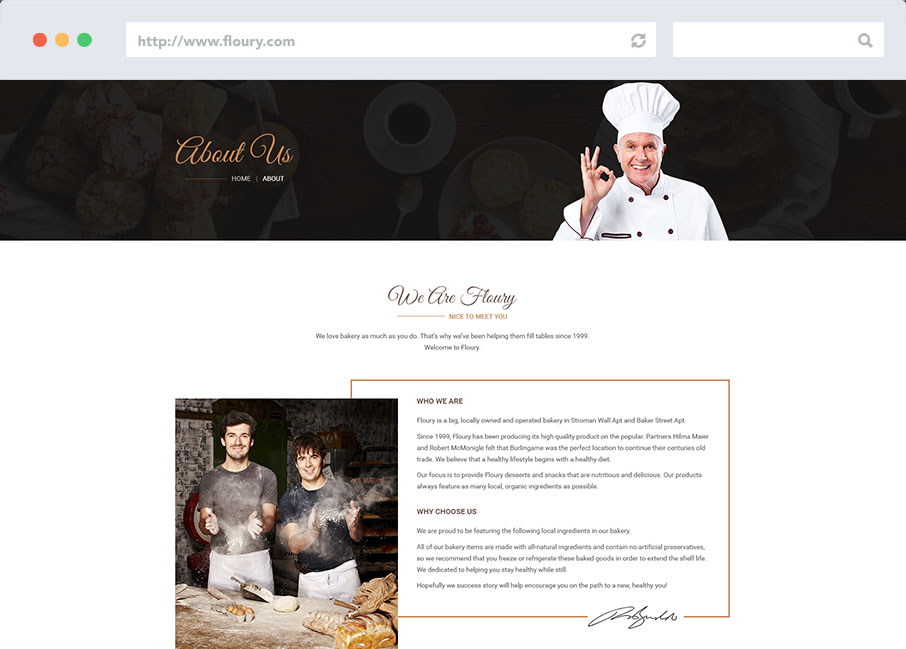 http://www.floury.com
About Us
HOME | ABOUT
We Are Floury
NICE TO MEET YOU
We love bakery as much as you do. That's why we've been helping them fill tables since 1999.
Welcome to Floury.
WHO WE ARE
Floury is a big, locally owned and operated bakery in Stroman Wall Apt and Baker Street Apt.
Since 1999, Floury has been producing its high quality product on the popular. Partners Hilma Maier
and Robert McMonigle felt that Burlingame was the perfect location to continue their centuries old
trade. We believe that a healthy lifestyle begins with a healthy diet.
Our focus is to provide Floury desserts and snacks that are nutritious and delicious. Our products
always feature as many local, organic ingredients as possible.
WHY CHOOSE US
We are proud to be featuring the following local ingredients in our bakery.
All of our bakery items are made with all-natural ingredients and contain no artificial preservatives,
so we recommend that you freeze or refrigerate these baked goods in order to extend the shelf life.
We dedicated to helping you stay healthy while still.
Hopefully we success story will help encourage you on the path to a new, healthy you!